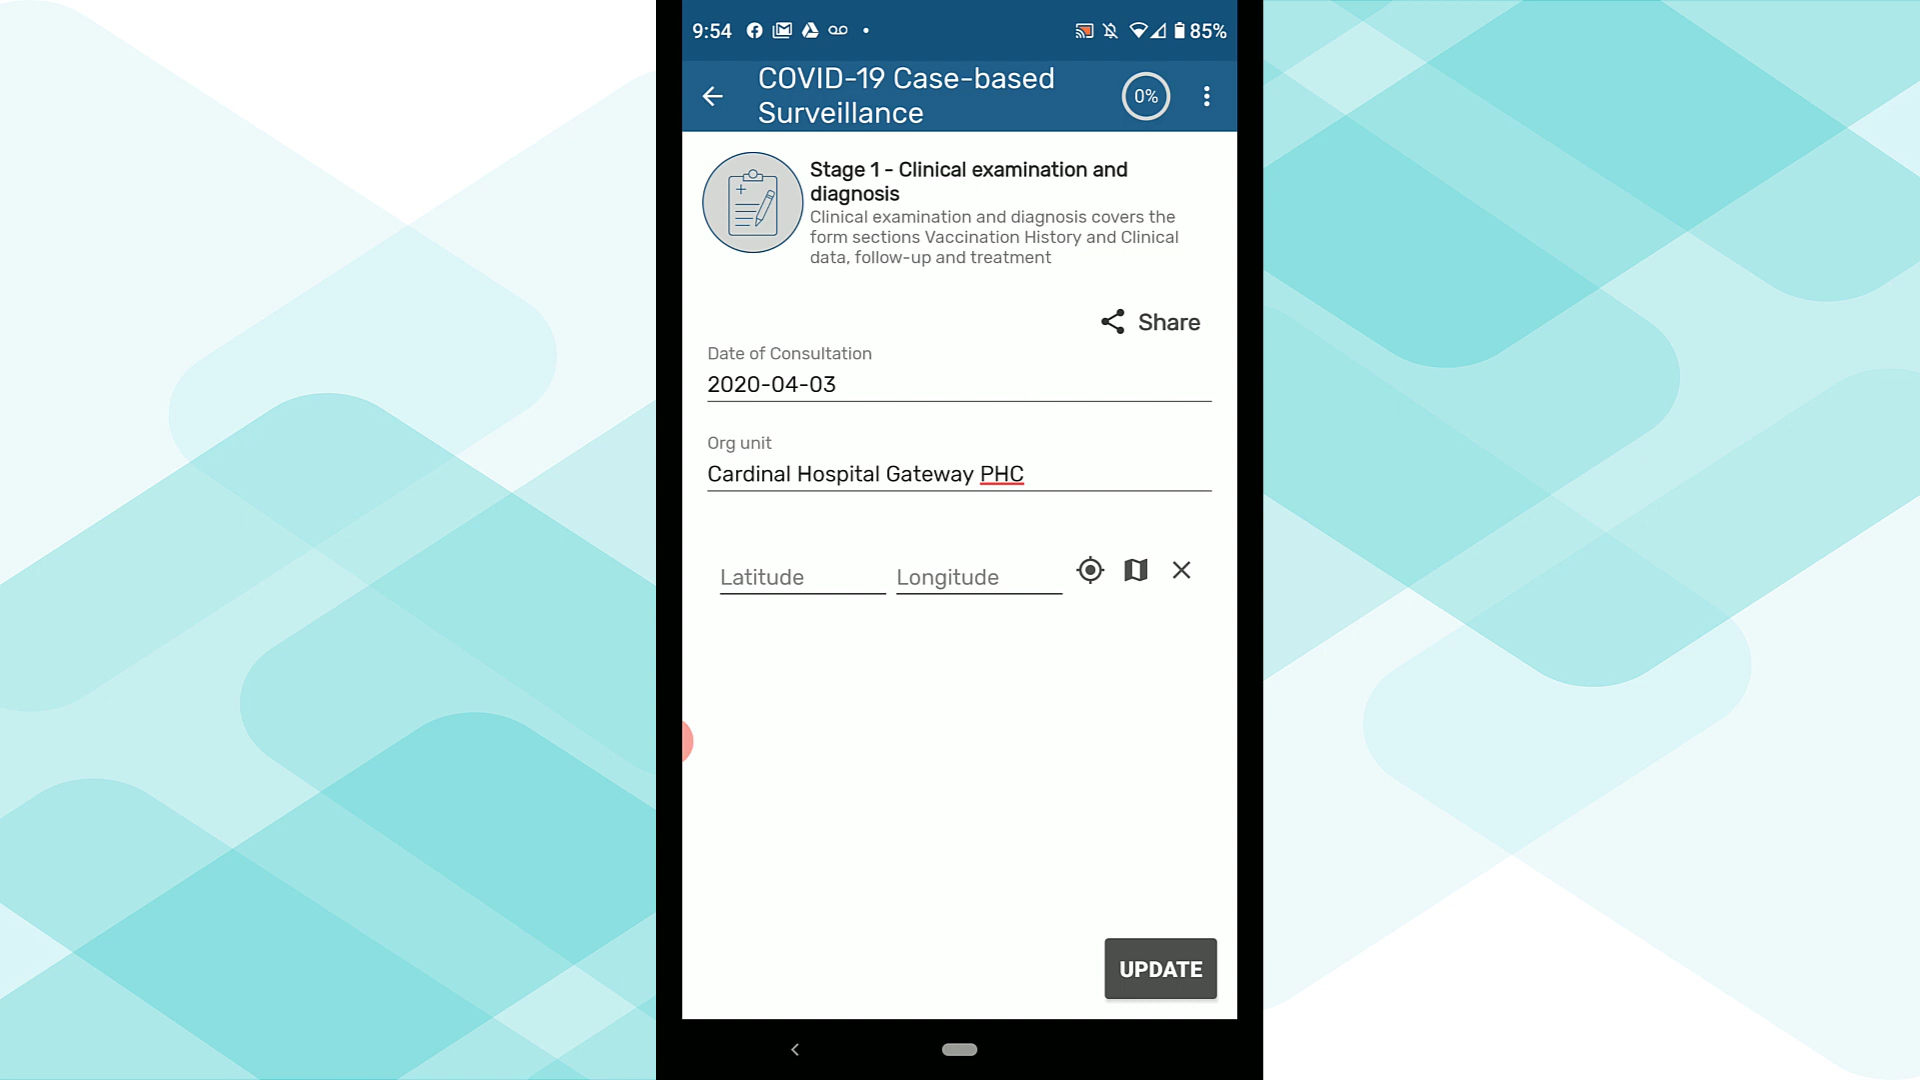 9:54
85%
COVID-19 Case-based
Surveillance
0%
Stage 1 - Clinical examination and
diagnosis
Clinical examination and diagnosis covers the
form sections Vaccination History and Clinical
data, follow-up and treatment
Share
Date of Consultation
2020-04-03
Org unit
Cardinal Hospital Gateway PHC
Latitude Longitude
UPDATE